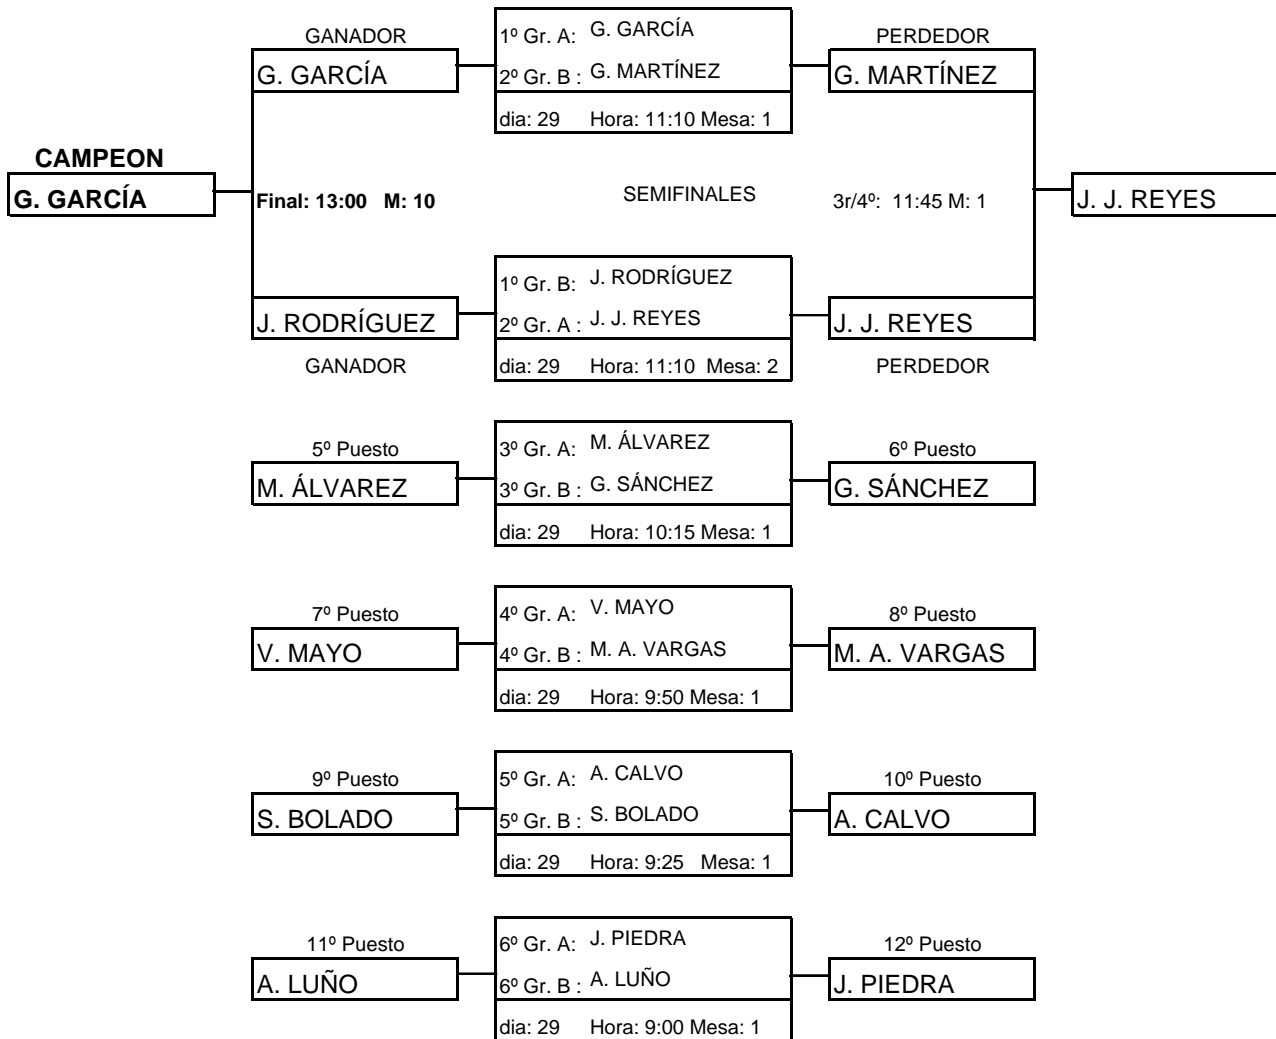 GANADOR
1º Gr. A: G. GARCÍA
PERDEDOR
G. GARCÍA
2º Gr. B : G. MARTÍNEZ
G. MARTÍNEZ
dia: 29 Hora: 11:10 Mesa: 1
CAMPEON
G. GARCÍA
Final: 13:00 M: 10
SEMIFINALES
3r/4º: 11:45 M: 1
J. J. REYES
1º Gr. B: J. RODRÍGUEZ
J. RODRÍGUEZ
2º Gr. A : J. J. REYES
J. J. REYES
GANADOR
dia: 29 Hora: 11:10 Mesa: 2
PERDEDOR
5º Puesto
3º Gr. A: M. ÁLVAREZ
6º Puesto
M. ÁLVAREZ
3º Gr. B : G. SÁNCHEZ
G. SÁNCHEZ
dia: 29 Hora: 10:15 Mesa: 1
7º Puesto
4º Gr. A: V. MAYO
8º Puesto
V. MAYO
4º Gr. B : M. A. VARGAS
M. A. VARGAS
dia: 29 Hora: 9:50 Mesa: 1
9º Puesto
5º Gr. A: A. CALVO
10º Puesto
S. BOLADO
5º Gr. B : S. BOLADO
A. CALVO
dia: 29 Hora: 9:25 Mesa: 1
11º Puesto
6º Gr. A: J. PIEDRA
12º Puesto
A. LUÑO
6º Gr. B : A. LUÑO
J. PIEDRA
dia: 29 Hora: 9:00 Mesa: 1